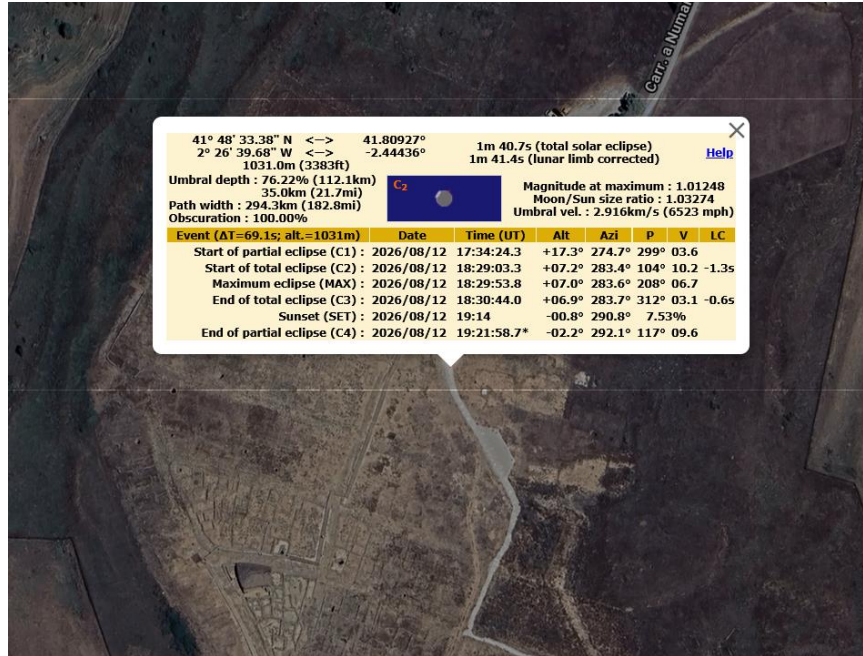 Carr. a Numan
41° 48' 33.38" N <—> 41.80927°
2° 26' 39.68" W <—> -2.44436°
1031.0m (3383ft)
1m 40.7s (total solar eclipse)
1m 41.4s (lunar limb corrected)
Help
Umbral depth : 76.22% (112.1km)
35.0km (21.7mi)
Path width : 294.3km (182.8mi)
Obscuration : 100.00%
C2
Magnitude at maximum : 1.01248
Moon/Sun size ratio : 1.03274
Umbral vel. : 2.916km/s (6523 mph)
Event (ΔT=69.1s; alt.=1031m) Date Time (UT) Alt Azi P V LC
Start of partial eclipse (C1) : 2026/08/12 17:34:24.3 +17.3° 274.7° 299° 03.6
Start of total eclipse (C2) : 2026/08/12 18:29:03.3 +07.2° 283.4° 104° 10.2 -1.3s
Maximum eclipse (MAX) : 2026/08/12 18:29:53.8 +07.0° 283.6° 208° 06.7
End of total eclipse (C3) : 2026/08/12 18:30:44.0 +06.9° 283.7° 312° 03.1 -0.6s
Sunset (SET) : 2026/08/12 19:14 -00.8° 290.8° 7.53%
End of partial eclipse (C4) : 2026/08/12 19:21:58.7* -02.2° 292.1° 117° 09.6